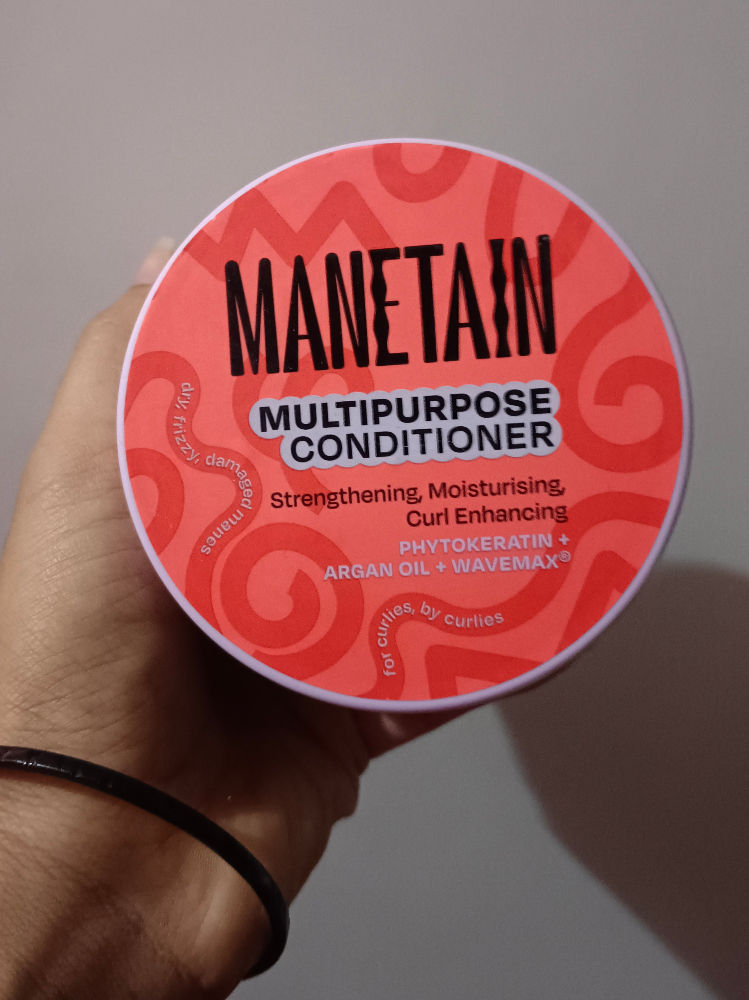 MANETAIN
MULTIPURPOSE
CONDITIONER
dry, frizzy, damaged manes
Strengthening, Moisturising,
Curl Enhancing
PHYTOKERATIN +
ARGAN OIL + WAVEMAX®
for curlies, by curlies